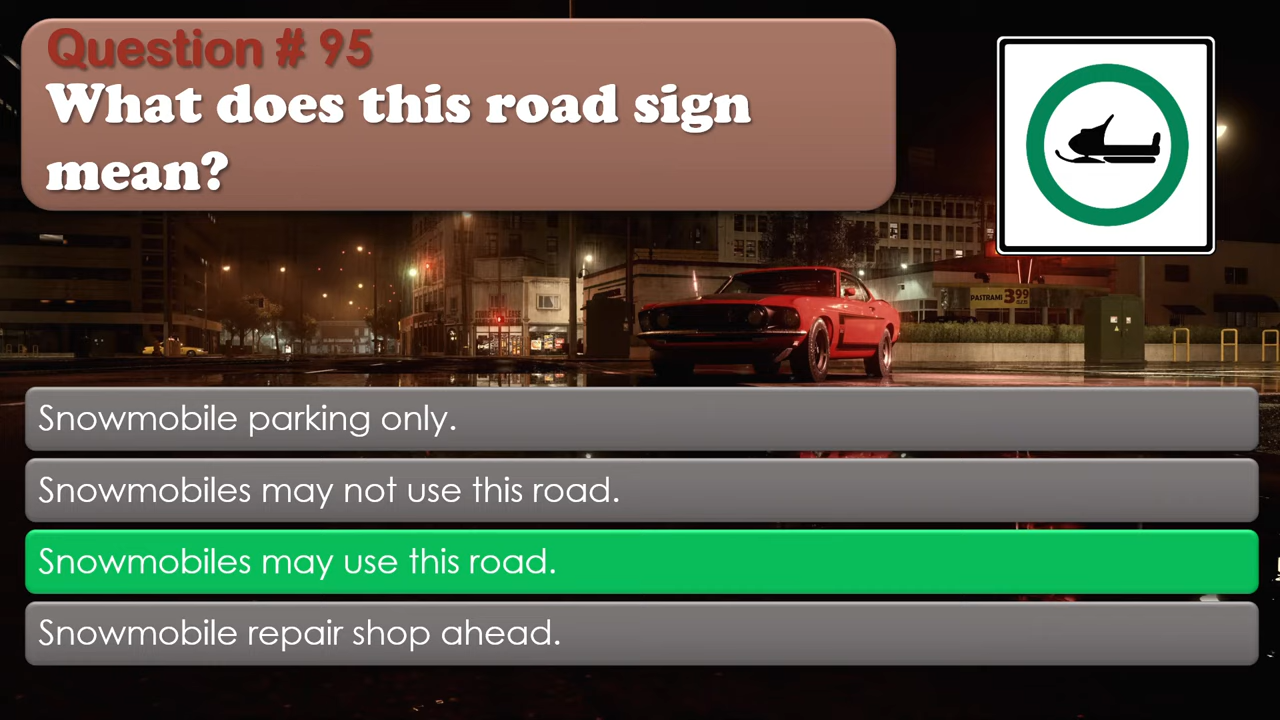 Question # 95
What does this road sign
mean?
PASTRAMI 3.99
Snowmobile parking only.
Snowmobiles may not use this road.
Snowmobiles may use this road.
Snowmobile repair shop ahead.